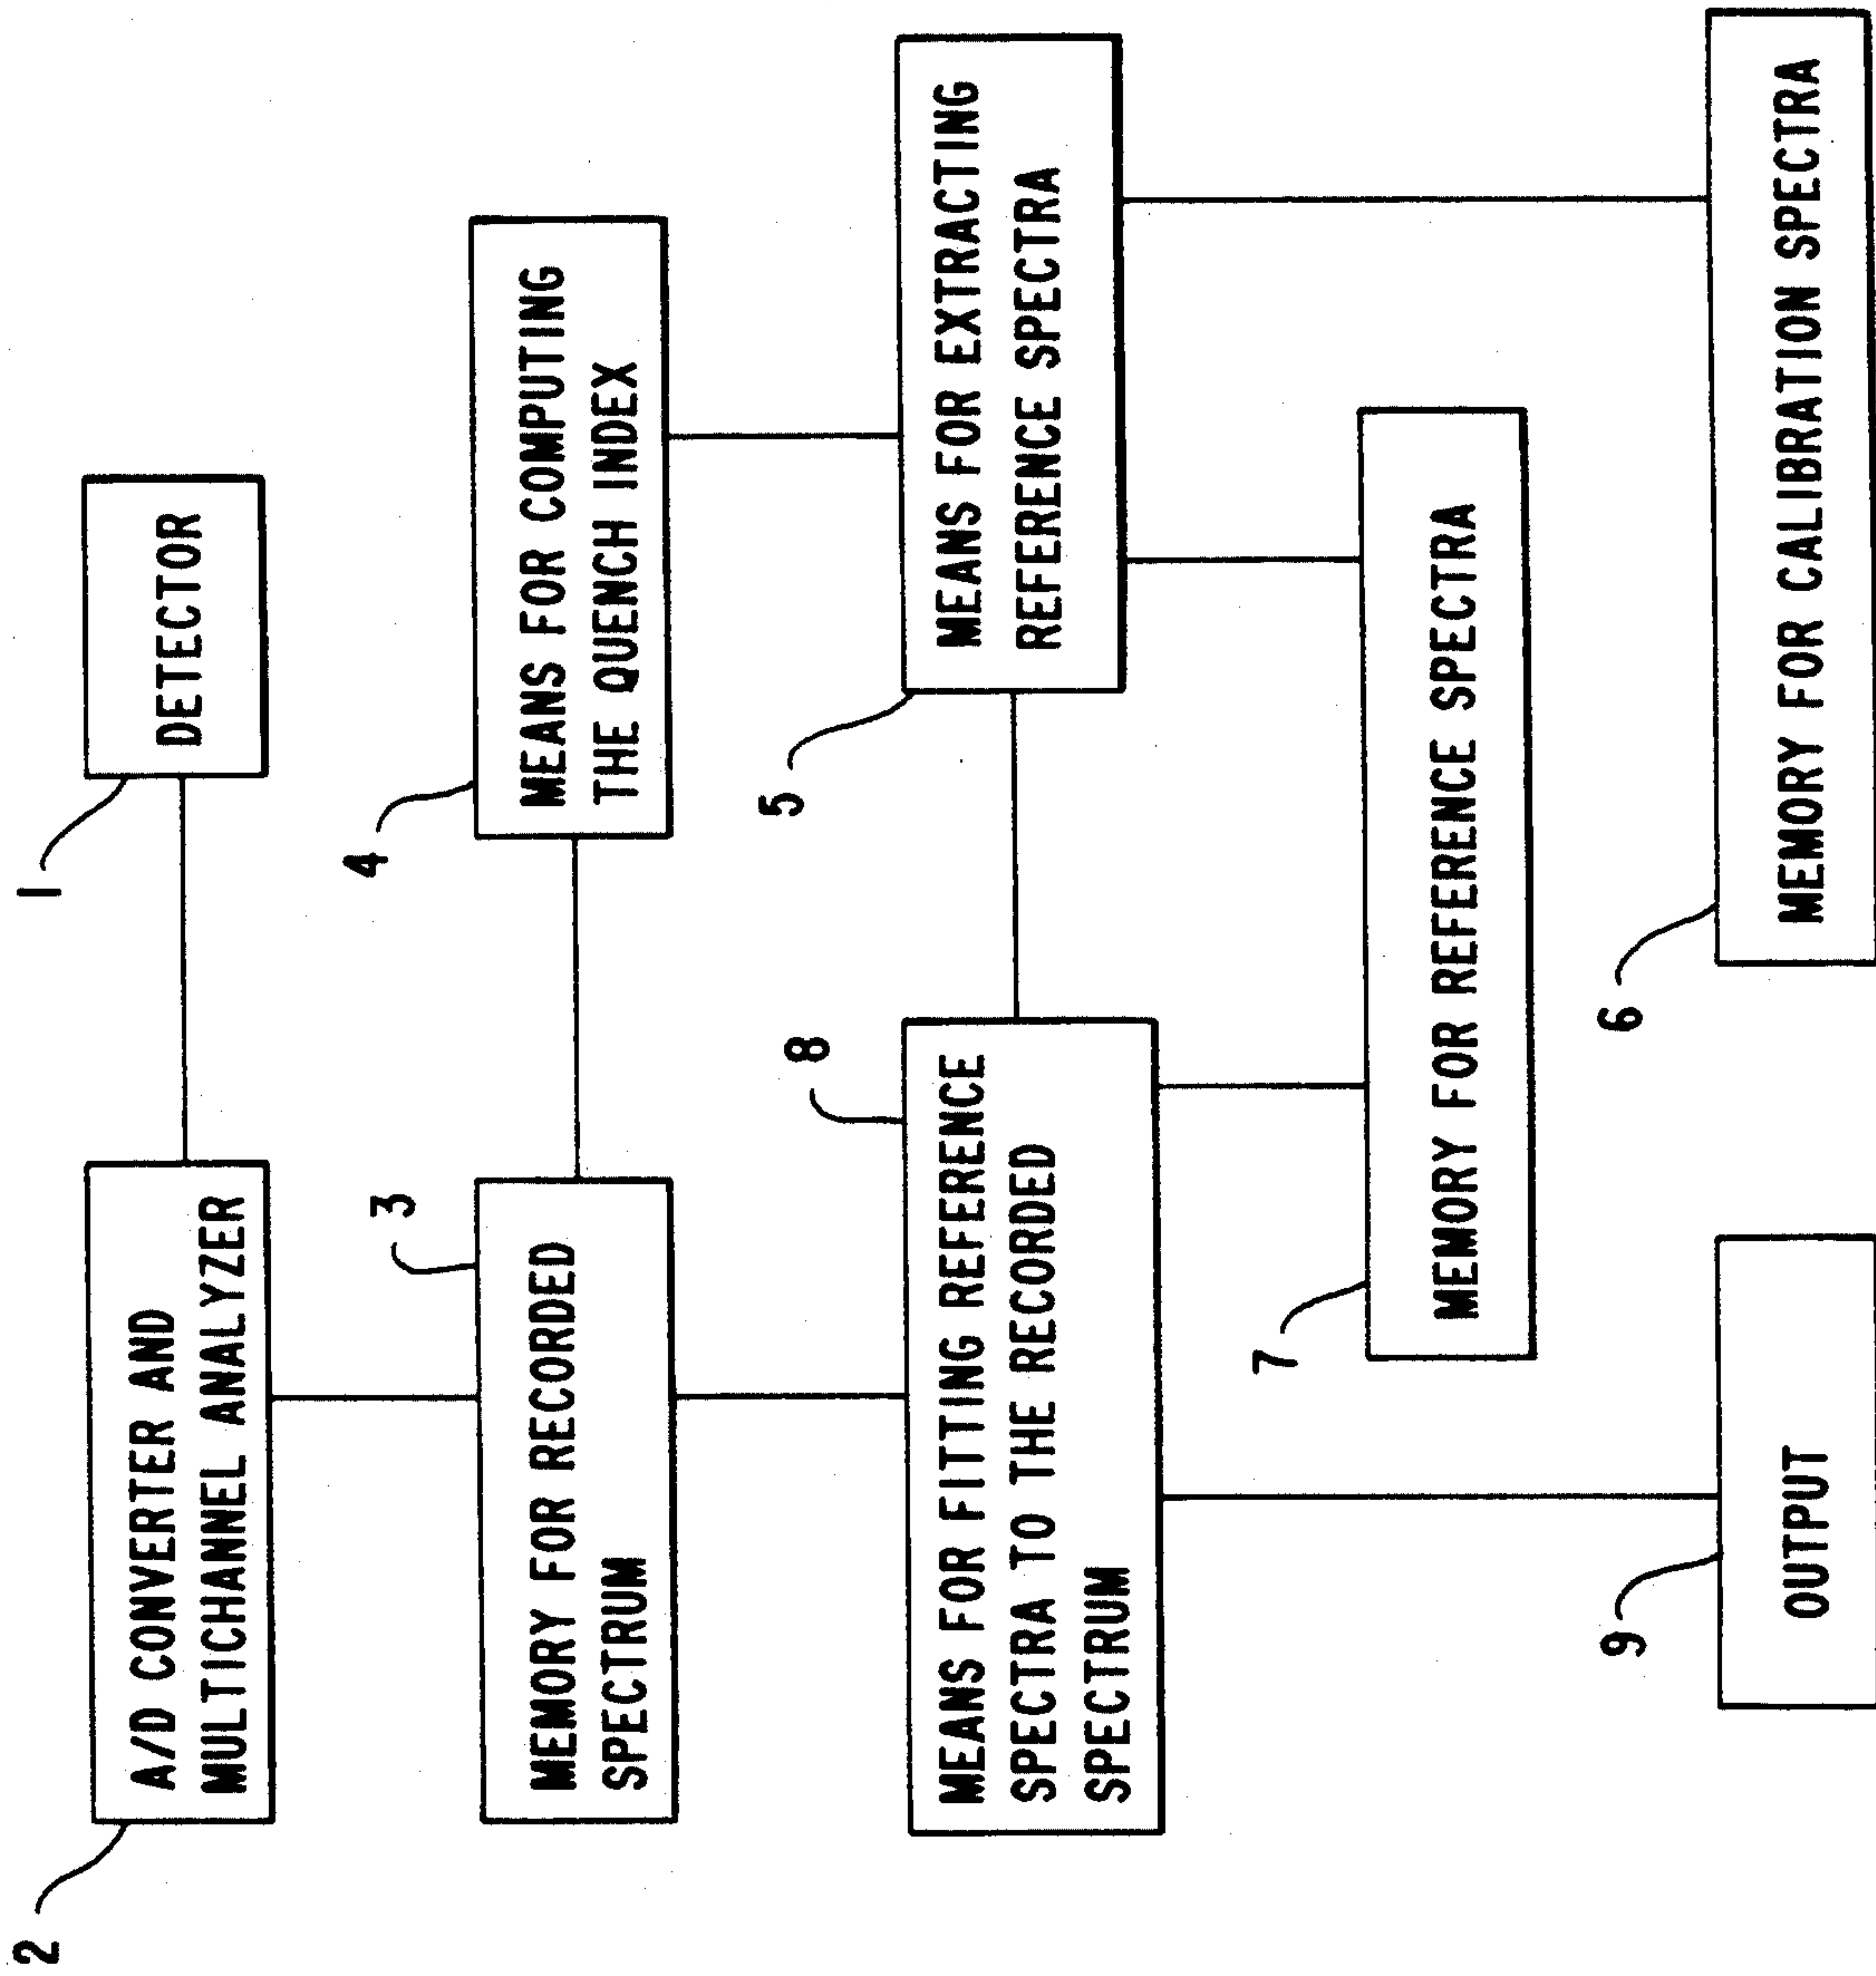 1
DETECTOR
2
A/D CONVERTER AND
MULTICHANNEL ANALYZER
3
MEMORY FOR RECORDED
SPECTRUM
4
MEANS FOR COMPUTING
THE QUENCH INDEX
8
MEANS FOR FITTING REFERENCE
SPECTRA TO THE RECORDED
SPECTRUM
5
MEANS FOR EXTRACTING
REFERENCE SPECTRA
7
MEMORY FOR REFERENCE SPECTRA
9
OUTPUT
6
MEMORY FOR CALIBRATION SPECTRA